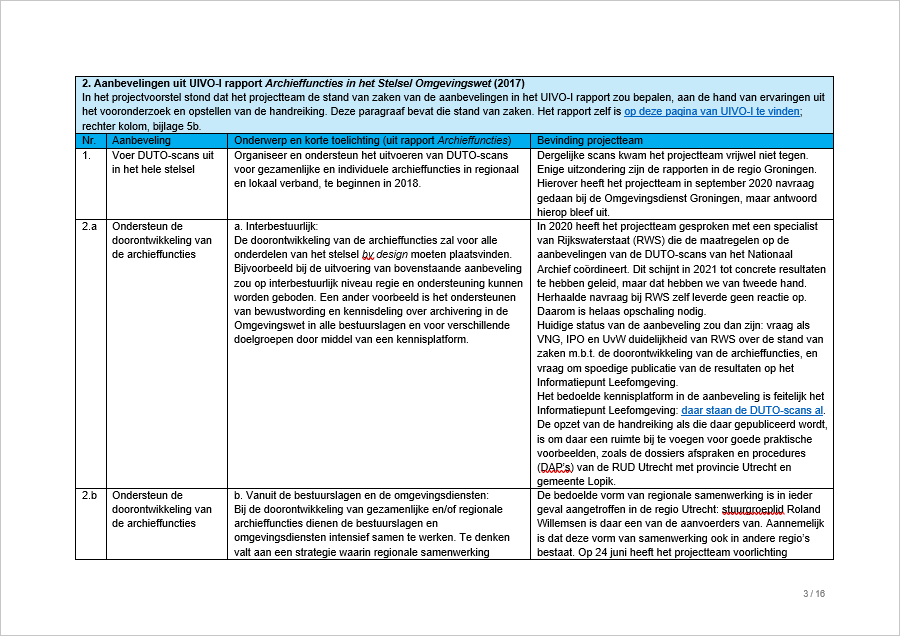 2. Aanbevelingen uit UIVO-I rapport Archieffuncties in het Stelsel Omgevingswet (2017)
In het projectvoorstel stond dat het projectteam de stand van zaken van de aanbevelingen in het UIVO-I rapport zou bepalen, aan de hand van ervaringen uit
het vooronderzoek en opstellen van de handreiking. Deze paragraaf bevat die stand van zaken. Het rapport zelf is op deze pagina van UIVO-I te vinden;
rechter kolom, bijlage 5b.
Nr. Aanbeveling Onderwerp en korte toelichting (uit rapport Archieffuncties) Bevinding projectteam
1.
Voer DUTO-scans uit
in het hele stelsel
Organiseer en ondersteun het uitvoeren van DUTO-scans
voor gezamenlijke en individuele archieffuncties in regionaal
en lokaal verband, te beginnen in 2018.
Dergelijke scans kwam het projectteam vrijwel niet tegen.
Enige uitzondering zijn de rapporten in de regio Groningen.
Hierover heeft het projectteam in september 2020 navraag
gedaan bij de Omgevingsdienst Groningen, maar antwoord
hierop bleef uit.
2.a
Ondersteun de
doorontwikkeling van
de archieffuncties
a. Interbestuurlijk:
De doorontwikkeling van de archieffuncties zal voor alle
onderdelen van het stelsel by design moeten plaatsvinden.
Bijvoorbeeld bij de uitvoering van bovenstaande aanbeveling
zou op interbestuurlijk niveau regie en ondersteuning kunnen
worden geboden. Een ander voorbeeld is het ondersteunen
van bewustwording en kennisdeling over archivering in de
Omgevingswet in alle bestuurslagen en voor verschillende
doelgroepen door middel van een kennisplatform.
In 2020 heeft het projectteam gesproken met een specialist
van Rijkswaterstaat (RWS) die de maatregelen op de
aanbevelingen van de DUTO-scans van het Nationaal
Archief coördineert. Dit schijnt in 2021 tot concrete resultaten
te hebben geleid, maar dat hebben we van tweede hand.
Herhaalde navraag bij RWS zelf leverde geen reactie op.
Daarom is helaas opschaling nodig.
Huidige status van de aanbeveling zou dan zijn: vraag als
VNG, IPO en UvW duidelijkheid van RWS over de stand van
zaken m.b.t. de doorontwikkeling van de archieffuncties, en
vraag om spoedige publicatie van de resultaten op het
Informatiepunt Leefomgeving.
Het bedoelde kennisplatform in de aanbeveling is feitelijk het
Informatiepunt Leefomgeving: daar staan de DUTO-scans al.
De opzet van de handreiking als die daar gepubliceerd wordt,
is om daar een ruimte bij te voegen voor goede praktische
voorbeelden, zoals de dossiers afspraken en procedures
(DAP's) van de RUD Utrecht met provincie Utrecht en
gemeente Lopik.
2.b
Ondersteun de
doorontwikkeling van
de archieffuncties
b. Vanuit de bestuurslagen en de omgevingsdiensten:
Bij de doorontwikkeling van gezamenlijke en/of regionale
archieffuncties dienen de bestuurslagen en
omgevingsdiensten intensief samen te werken. Te denken
valt aan een strategie waarin regionale samenwerking
De bedoelde vorm van regionale samenwerking is in ieder
geval aangetroffen in de regio Utrecht: stuurgroeplid Roland
Willemsen is daar een van de aanvoerders van. Aannemelijk
is dat deze vorm van samenwerking ook in andere regio's
bestaat. Op 24 juni heeft het projectteam voorlichting
3 / 16